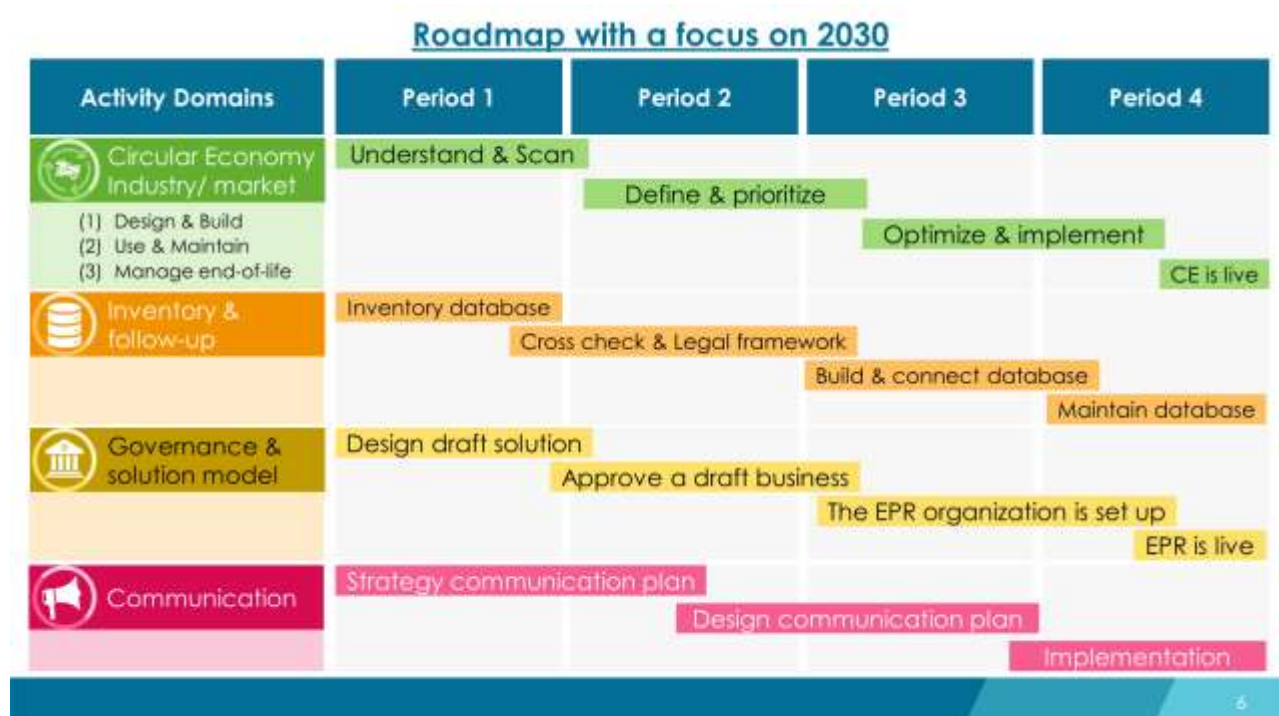 Roadmap with a focus on 2030
Activity Domains
Period 1
Period 2
Period 3
Period 4
Circular Economy
Industry/ market
(1) Design & Build
(2) Use & Maintain
(3) Manage end-of-life
Understand & Scan
Define & prioritize
Optimize & implement
CE is live
Inventory &
follow-up
Inventory database
Cross check & Legal framework
Build & connect database
Maintain database
Governance &
solution model
Design draft solution
Approve a draft business
The EPR organization is set up
EPR is live
Communication
Strategy communication plan
Design communication plan
Implementation
6